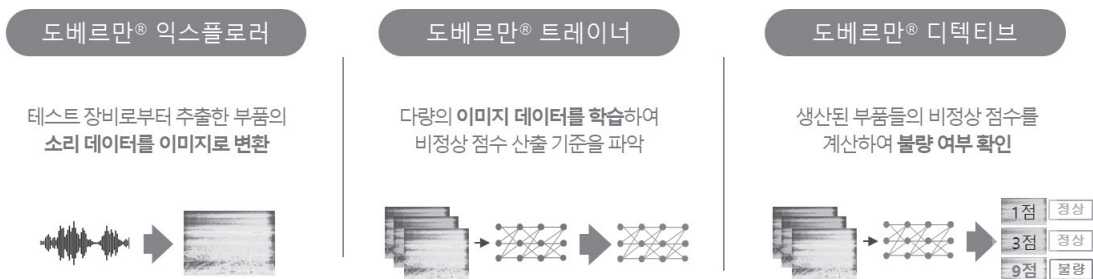 도베르만® 익스플로러
테스트 장비로부터 추출한 부품의
소리 데이터를 이미지로 변환
도베르만® 트레이너
다량의 이미지 데이터를 학습하여
비정상 점수 산출 기준을 파악
도베르만® 디텍티브
생산된 부품들의 비정상 점수를
계산하여 불량 여부 확인
1점 정상
3점 정상
9점 불량